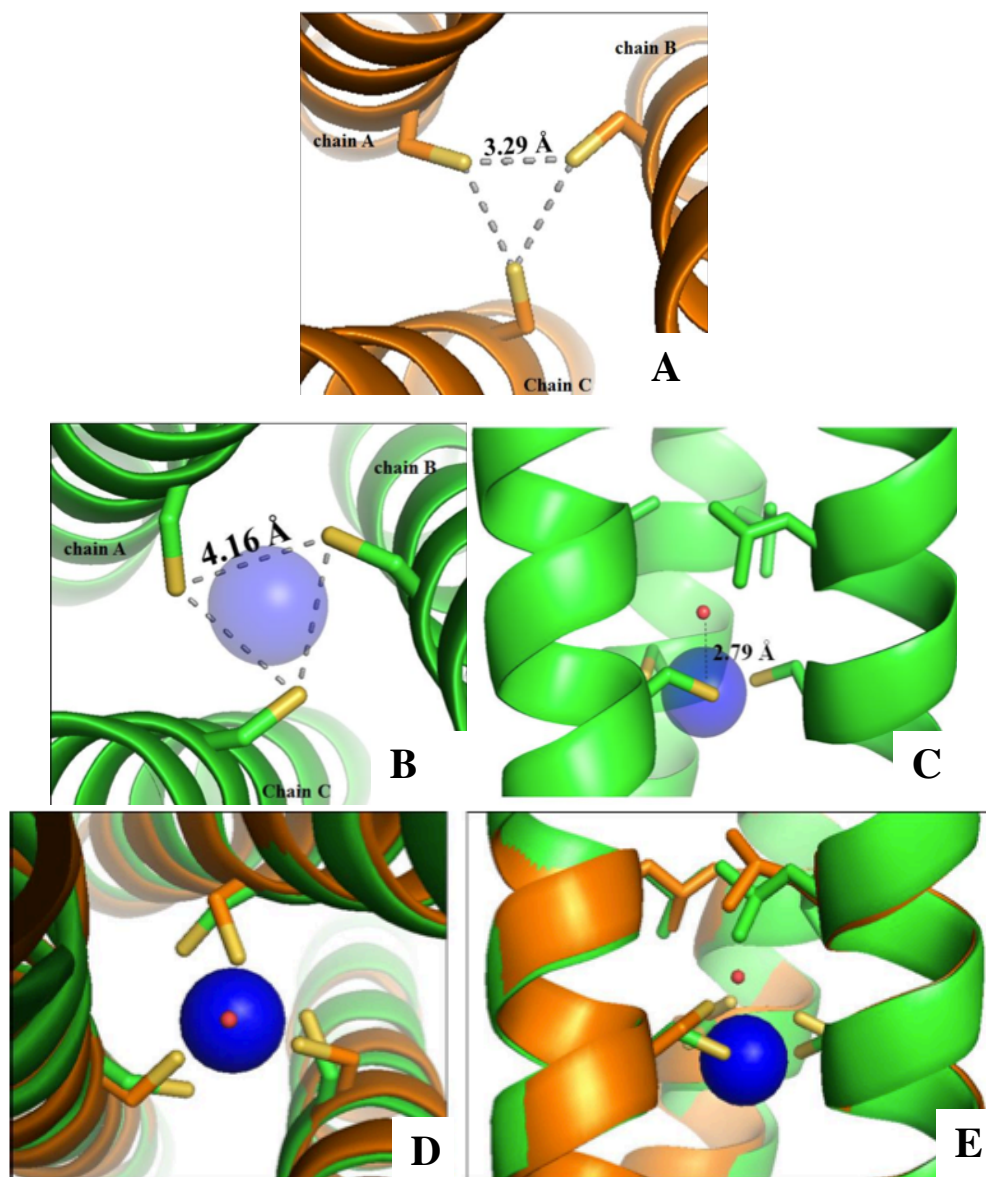 chain B
chain A
3.29 Å
Chain C
A
chain B
chain A
4.16 Å
Chain C
B
2.79 Å
C
D
E